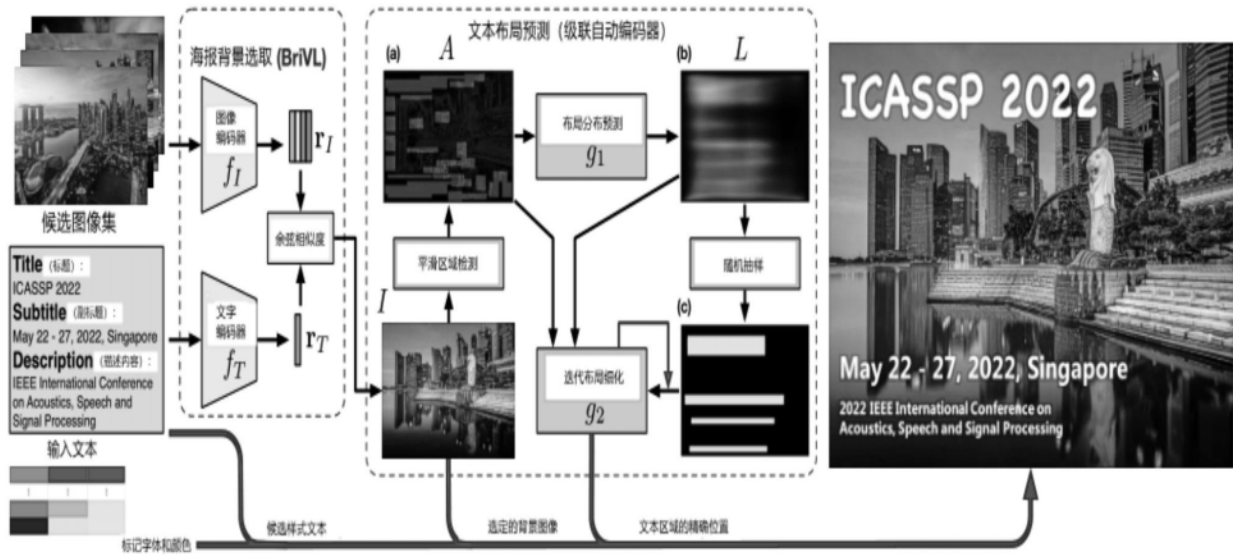 海报背景选取 (BriVL)
图像
编码器
f_I
r_I
候选图像集
余弦相似度
Title (标题):
ICASSP 2022
Subtitle (副标题):
May 22 - 27, 2022, Singapore
Description (描述内容):
IEEE International Conference
on Acoustics, Speech and
Signal Processing
输入文本
文字
编码器
f_T
r_T
文本布局预测（级联自动编码器）
(a)
A
(b)
L
布局分布预测
g_1
平滑区域检测
随机抽样
I
(c)
迭代布局细化
g_2
ICASSP 2022
May 22 - 27, 2022, Singapore
2022 IEEE International Conference on
Acoustics, Speech and Signal Processing
标记字体和颜色
候选样式文本
选定的背景图像
文本区域的精确位置